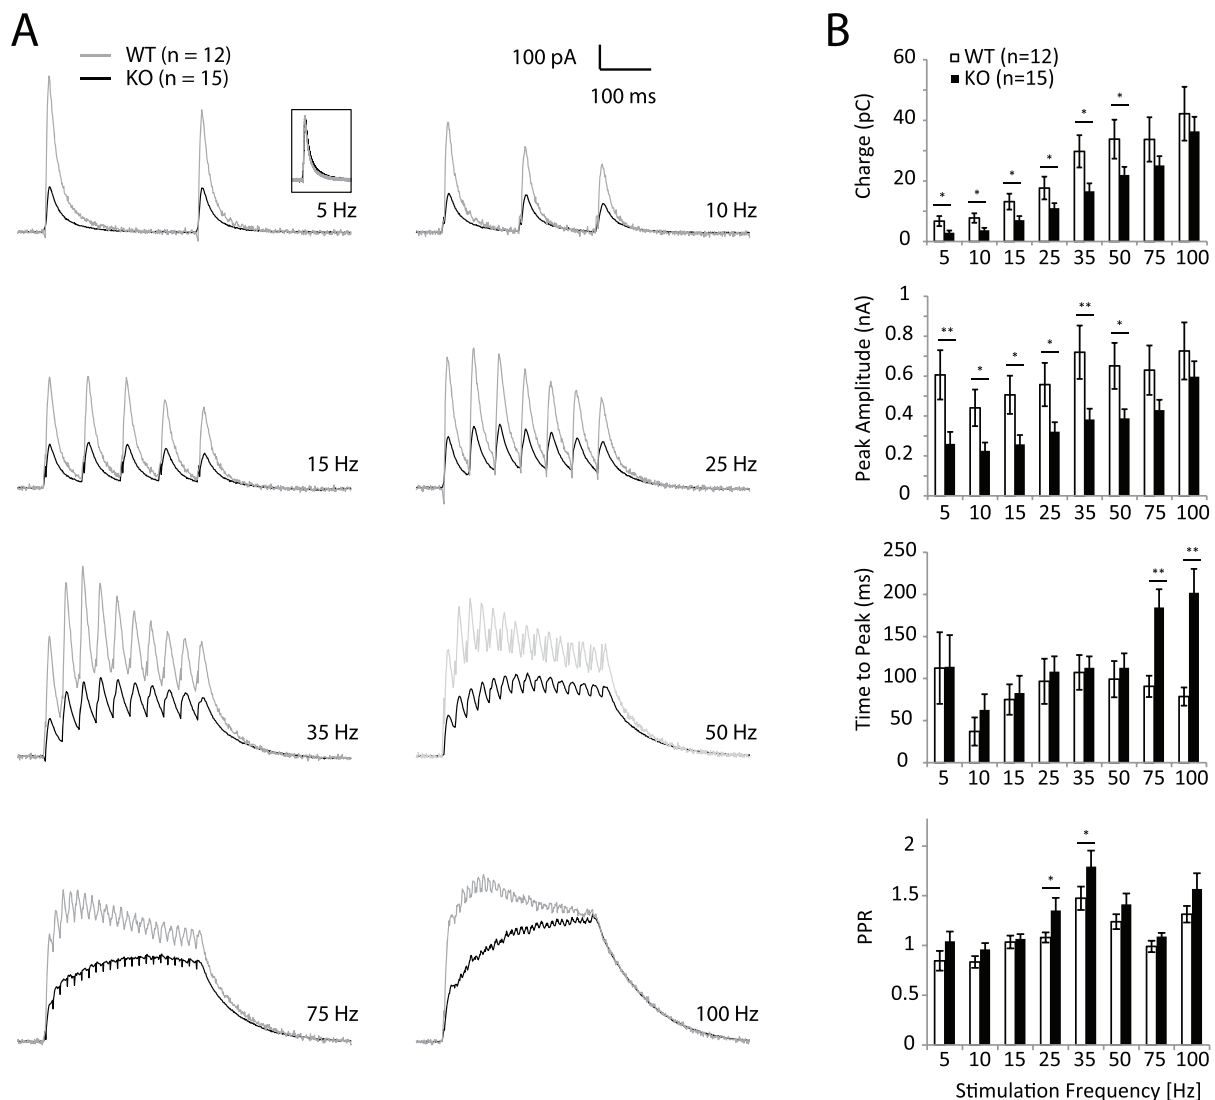 A
WT (n = 12)
KO (n = 15)
100 pA
100 ms
5 Hz
10 Hz
15 Hz
25 Hz
35 Hz
50 Hz
75 Hz
100 Hz
B
WT (n=12)
KO (n=15)
Charge (pC)
60
40
20
0
* * * * * *
5 10 15 25 35 50 75 100
Peak Amplitude (nA)
1
0.8
0.6
0.4
0.2
0
** * * * ** *
5 10 15 25 35 50 75 100
Time to Peak (ms)
250
200
150
100
50
0
** **
5 10 15 25 35 50 75 100
PPR
2
1.5
1
0.5
0
* *
5 10 15 25 35 50 75 100
Stimulation Frequency [Hz]